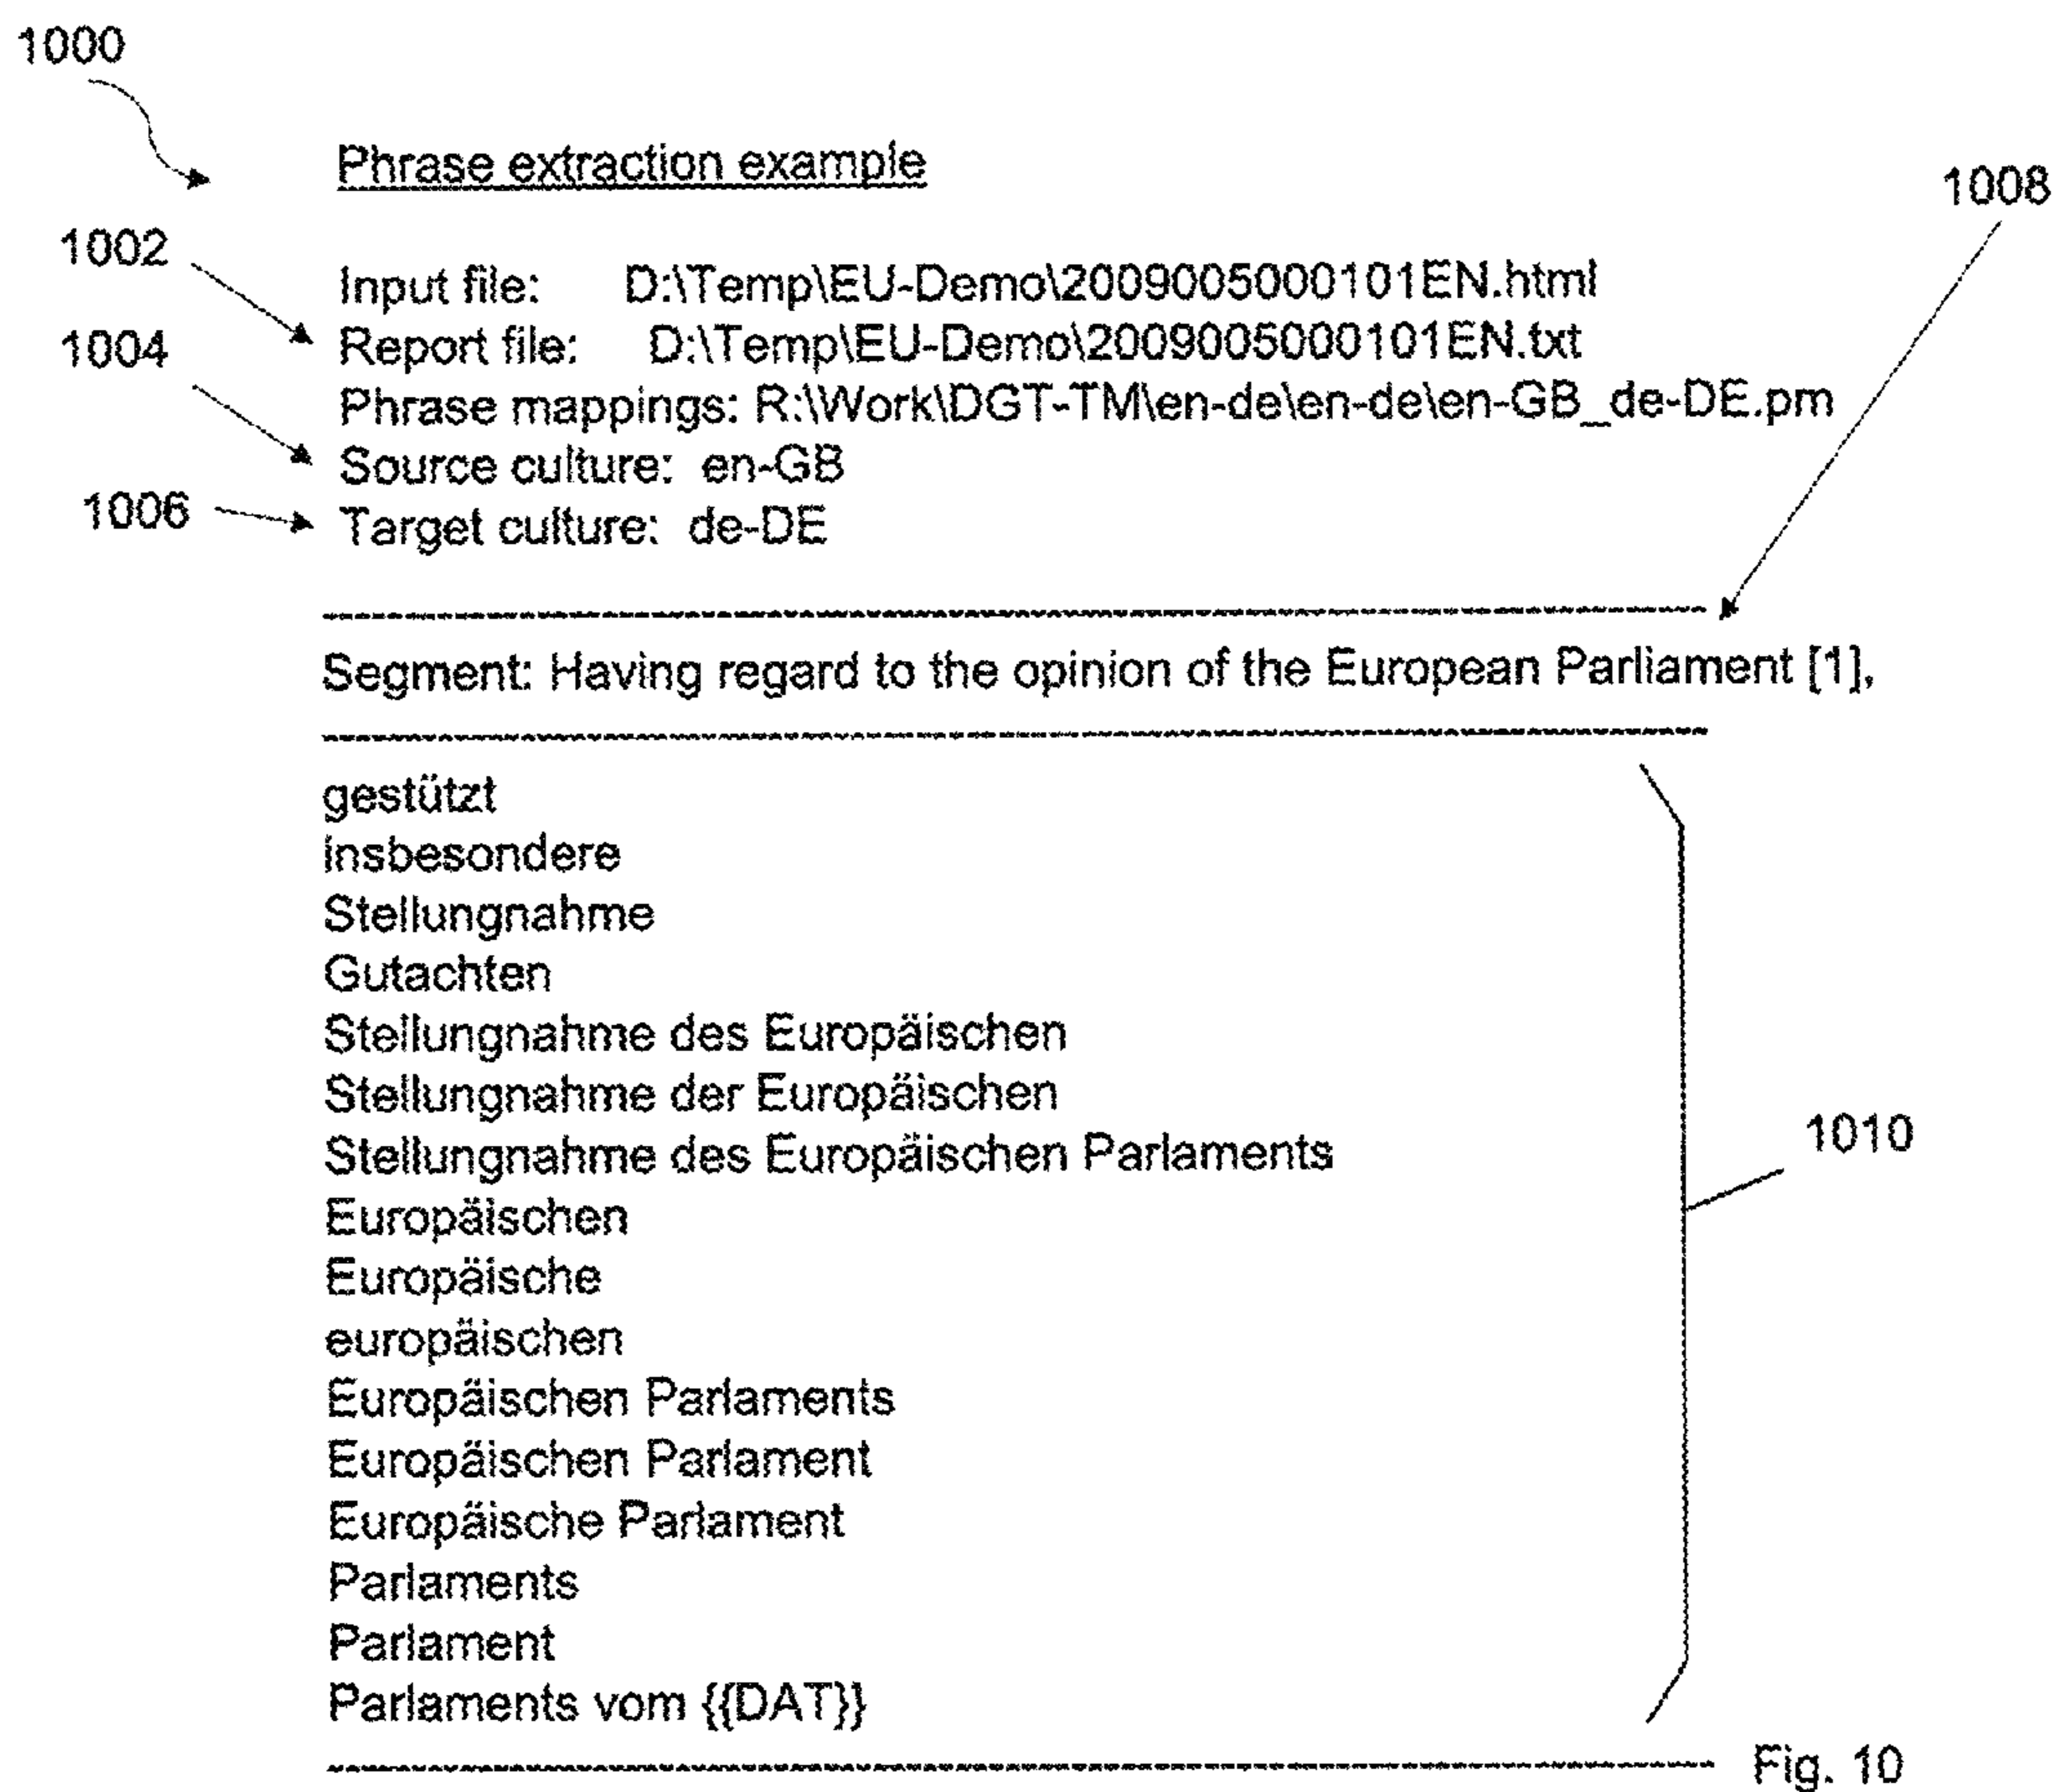 1000
Phrase extraction example
1008
1002
Input file: D:\Temp\EU-Demo\2009005000101EN.html
1004
Report file: D:\Temp\EU-Demo\2009005000101EN.txt
Phrase mappings: R:\Work\DGT-TM\en-de\en-de\en-GB_de-DE.pm
Source culture: en-GB
1006
Target culture: de-DE
Segment: Having regard to the opinion of the European Parliament [1],
gestützt
insbesondere
Stellungnahme
Gutachten
Stellungnahme des Europäischen
Stellungnahme der Europäischen
Stellungnahme des Europäischen Parlaments
1010
Europäischen
Europäische
europäischen
Europäischen Parlaments
Europäischen Parlament
Europäische Parlament
Parlaments
Parlament
Parlaments vom {{DAT}}
Fig. 10